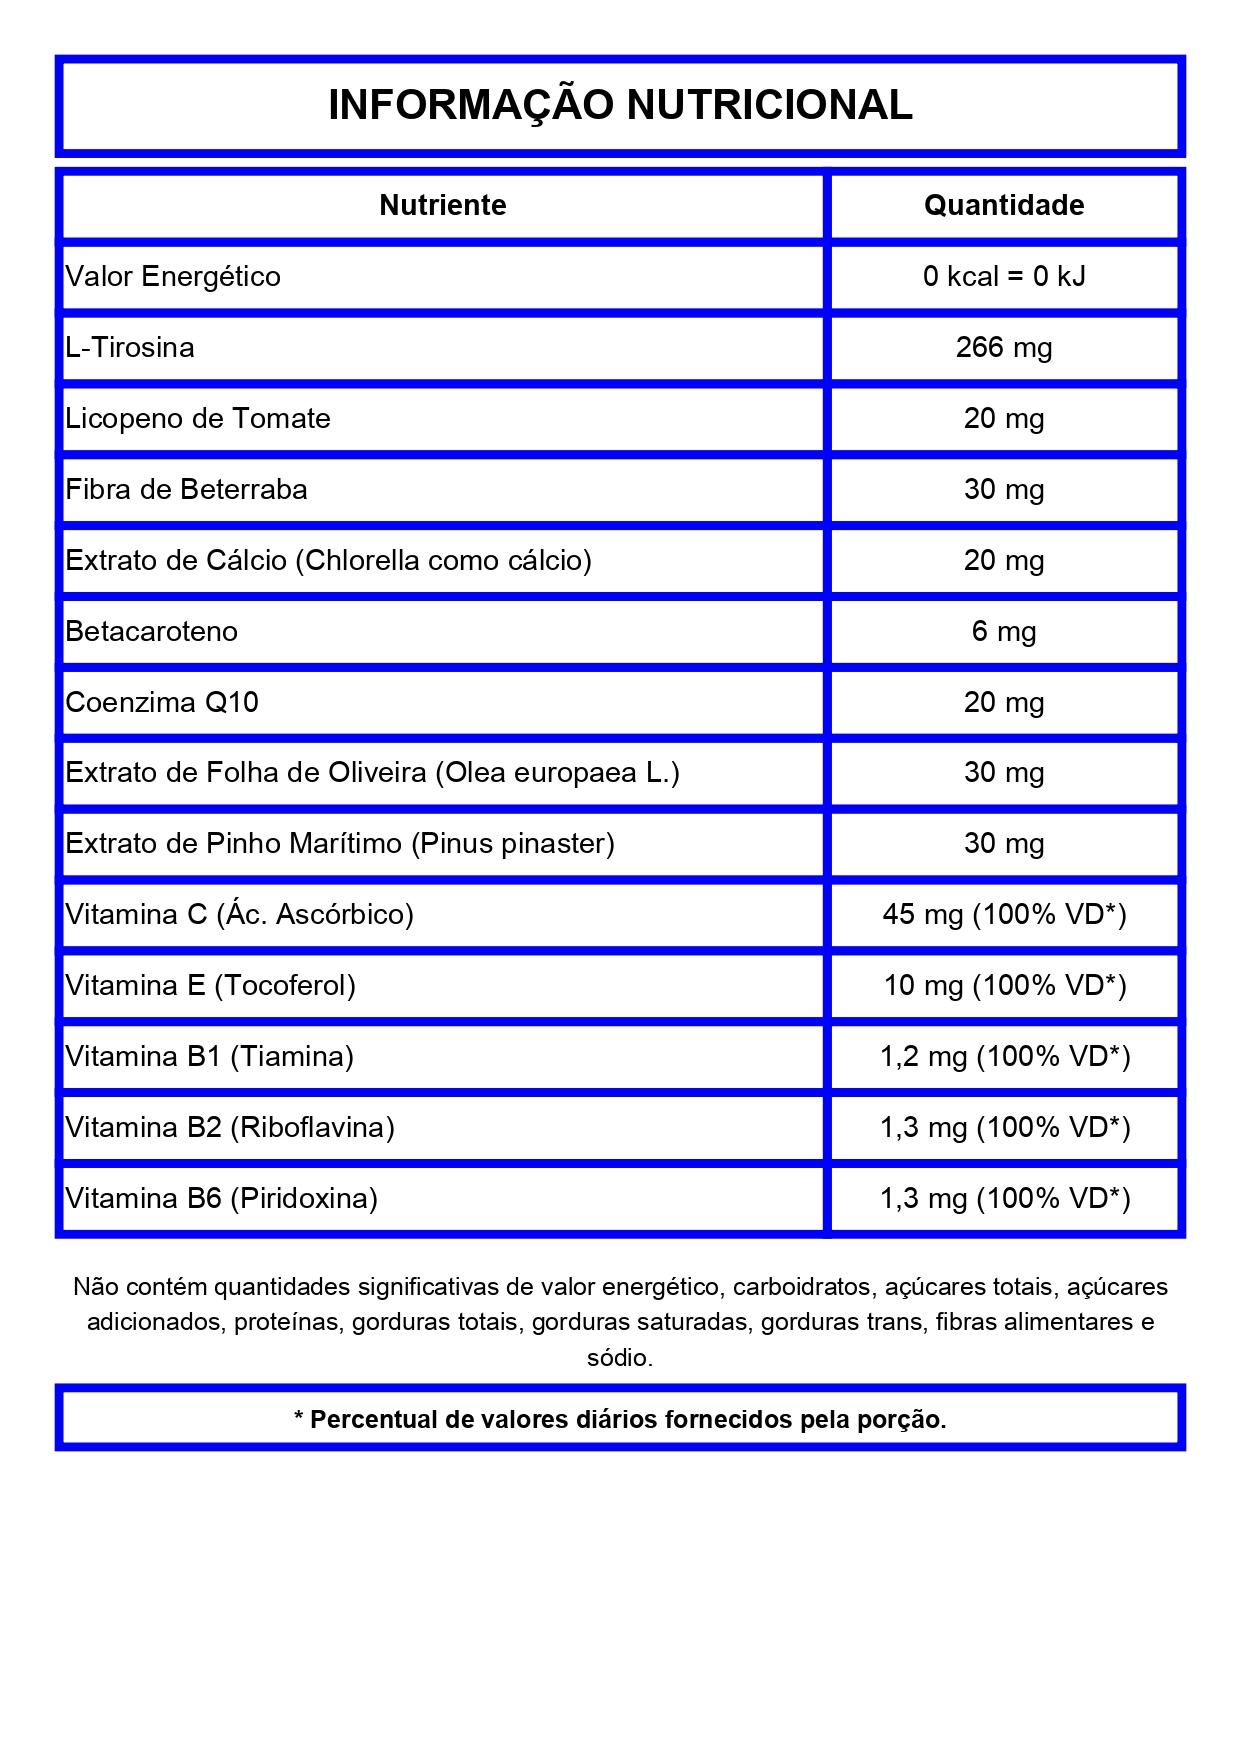 INFORMAÇÃO NUTRICIONAL
Nutriente Quantidade
Valor Energético 0 kcal = 0 kJ
L-Tirosina 266 mg
Licopeno de Tomate 20 mg
Fibra de Beterraba 30 mg
Extrato de Cálcio (Chlorella como cálcio) 20 mg
Betacaroteno 6 mg
Coenzima Q10 20 mg
Extrato de Folha de Oliveira (Olea europaea L.) 30 mg
Extrato de Pinho Marítimo (Pinus pinaster) 30 mg
Vitamina C (Ác. Ascórbico) 45 mg (100% VD*)
Vitamina E (Tocoferol) 10 mg (100% VD*)
Vitamina B1 (Tiamina) 1,2 mg (100% VD*)
Vitamina B2 (Riboflavina) 1,3 mg (100% VD*)
Vitamina B6 (Piridoxina) 1,3 mg (100% VD*)
Não contém quantidades significativas de valor energético, carboidratos, açúcares totais, açúcares
adicionados, proteínas, gorduras totais, gorduras saturadas, gorduras trans, fibras alimentares e
sódio.
* Percentual de valores diários fornecidos pela porção.